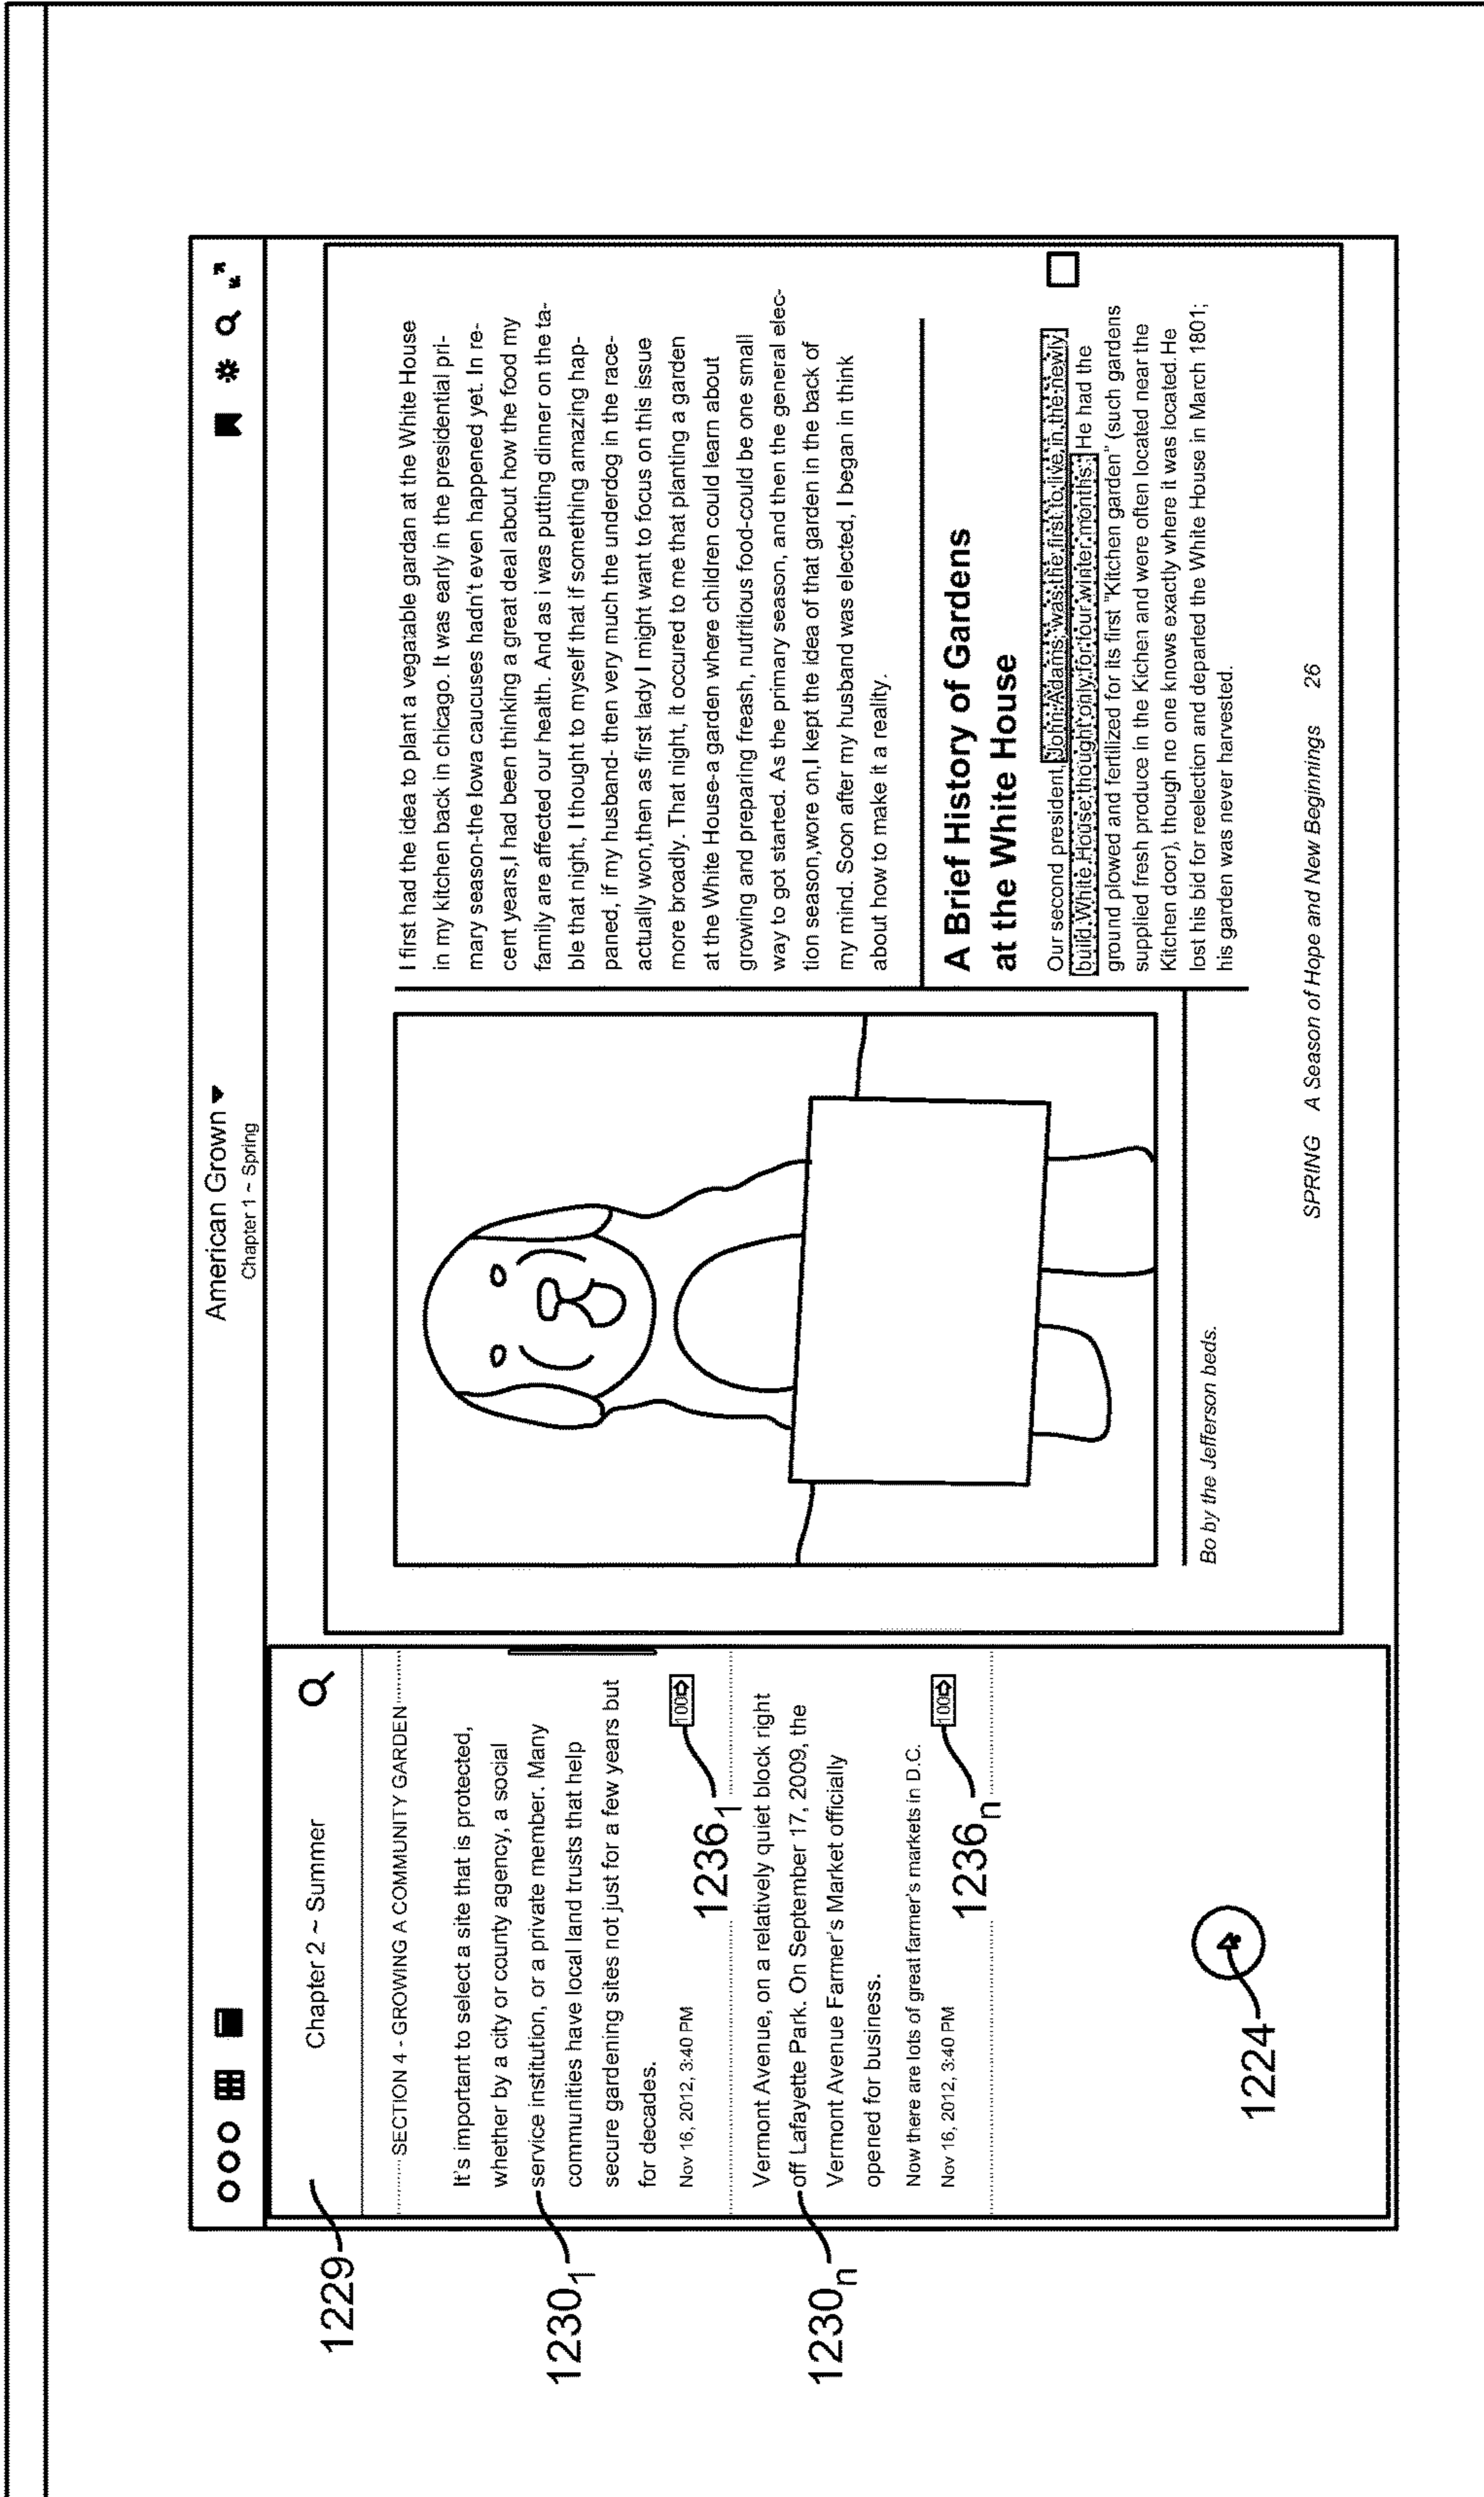 American Grown
Chapter 1 ~ Spring
1229
Chapter 2 ~ Summer
SECTION 4 - GROWING A COMMUNITY GARDEN
It's important to select a site that is protected,
whether by a city or county agency, a social
service institution, or a private member. Many
communities have local land trusts that help
secure gardening sites not just for a few years but
for decades.
Nov 16, 2012, 3:40 PM
100
1230₁
1236₁
Vermont Avenue, on a relatively quiet block right
off Lafayette Park. On September 17, 2009, the
Vermont Avenue Farmer's Market officially
opened for business.
Now there are lots of great farmer's markets in D.C.
Nov 16, 2012, 3:40 PM
100
1230ₙ
1236ₙ
1224
Bo by the Jefferson beds.
I first had the idea to plant a vegatable gardan at the White House
in my kitchen back in chicago. It was early in the presidential pri-
mary season-the Iowa caucuses hadn't even happened yet. In re-
cent years,I had been thinking a great deal about how the food my
family are affected our health. And as i was putting dinner on the ta-
ble that night, I thought to myself that if something amazing hap-
paned, if my husband- then very much the underdog in the race-
actually won,then as first lady I might want to focus on this issue
more broadly. That night, it occured to me that planting a garden
at the White House-a garden where children could learn about
growing and preparing freash, nutritious food-could be one small
way to got started. As the primary season, and then the general elec-
tion season,wore on,I kept the idea of that garden in the back of
my mind. Soon after my husband was elected, I began in think
about how to make it a reality.
A Brief History of Gardens
at the White House
Our second president, John Adams, was the first to live in the newly
build White House thought only for four winter months. He had the
ground plowed and fertilized for its first "Kitchen garden" (such gardens
supplied fresh produce in the Kichen and were often located near the
Kitchen door), though no one knows exactly where it was located.He
lost his bid for reelection and departed the White House in March 1801;
his garden was never harvested.
SPRING A Season of Hope and New Beginnings 26